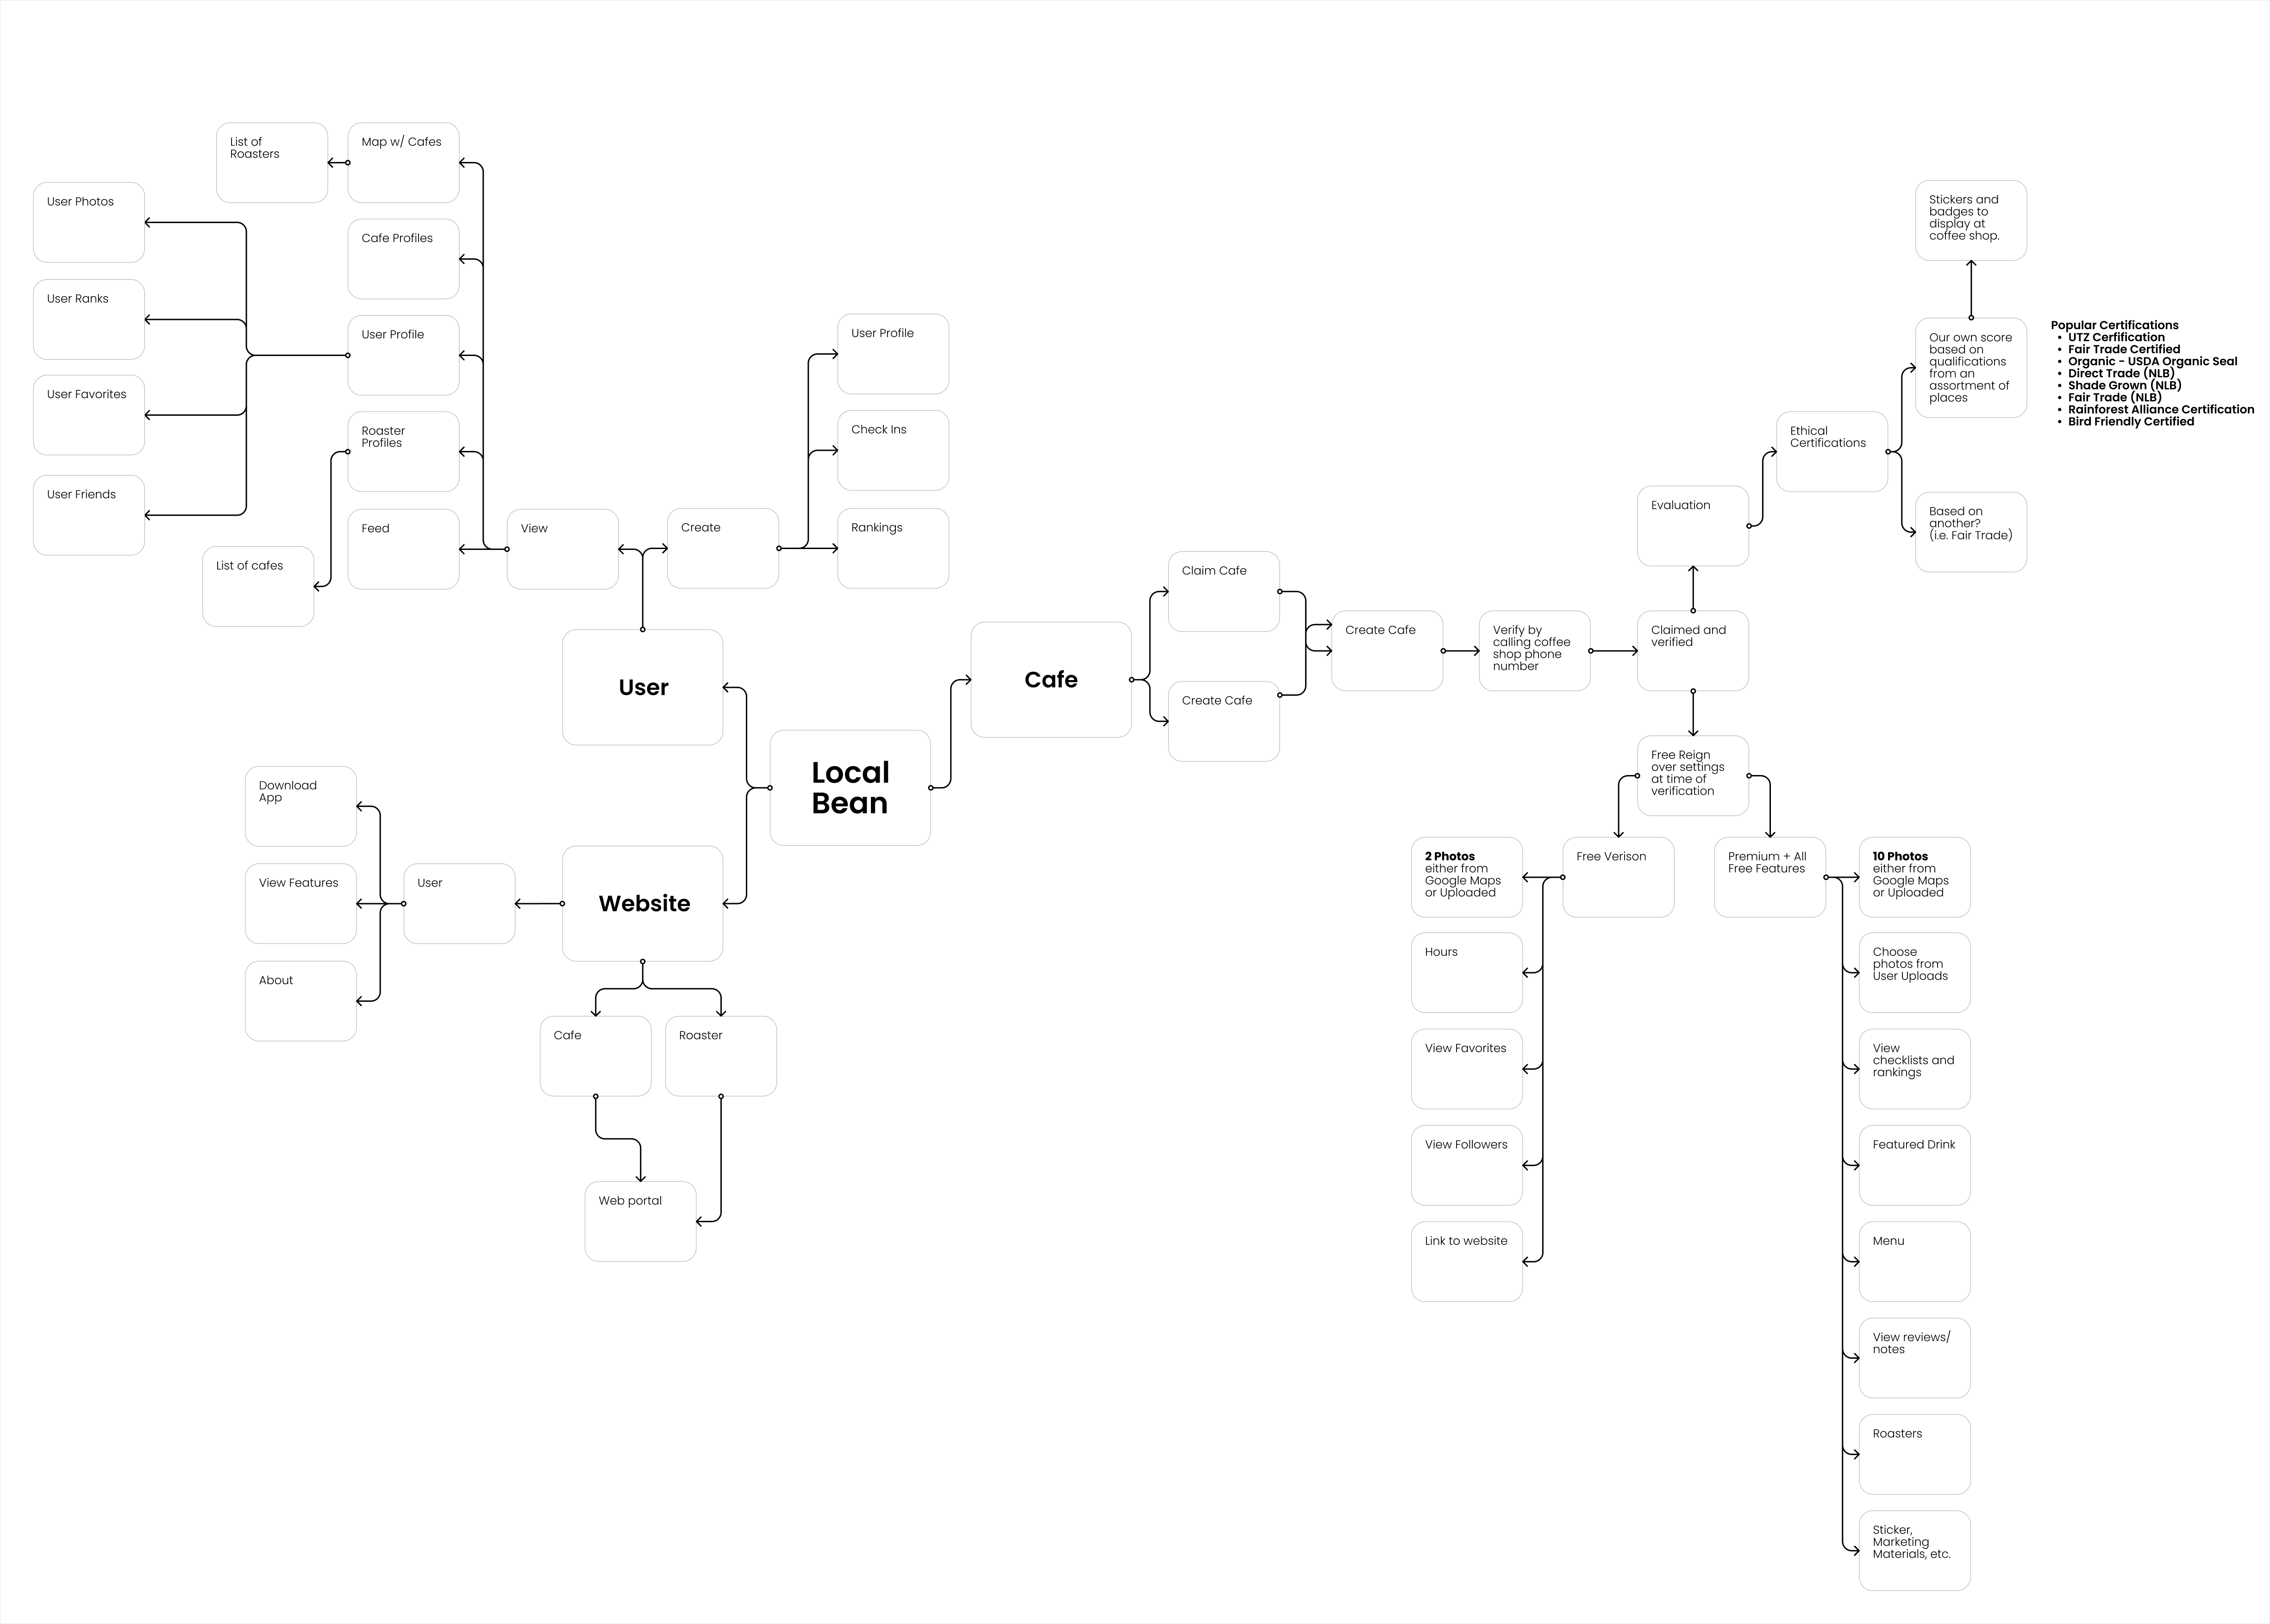 List of
Roasters
Map w/ Cafes
User Photos
Cafe Profiles
User Ranks
User Profile
User Favorites
Roaster
Profiles
User Friends
Feed
List of cafes
View
Create
User Profile
Check Ins
Rankings
User
Local
Bean
Website
Download
App
View Features
About
User
Cafe
Roaster
Web portal
Cafe
Claim Cafe
Create Cafe
Create Cafe
Verify by
calling coffee
shop phone
number
Claimed and
verified
Evaluation
Ethical
Certifications
Stickers and
badges to
display at
coffee shop.
Our own score
based on
qualifications
from an
assortment of
places
Popular Certifications
• UTZ Cerfification
• Fair Trade Certified
• Organic - USDA Organic Seal
• Direct Trade (NLB)
• Shade Grown (NLB)
• Fair Trade (NLB)
• Rainforest Alliance Certification
• Bird Friendly Certified
Based on
another?
(i.e. Fair Trade)
Free Reign
over settings
at time of
verification
Free Verison
2 Photos
either from
Google Maps
or Uploaded
Hours
View Favorites
View Followers
Link to website
Premium + All
Free Features
10 Photos
either from
Google Maps
or Uploaded
Choose
photos from
User Uploads
View
checklists and
rankings
Featured Drink
Menu
View reviews/
notes
Roasters
Sticker,
Marketing
Materials, etc.